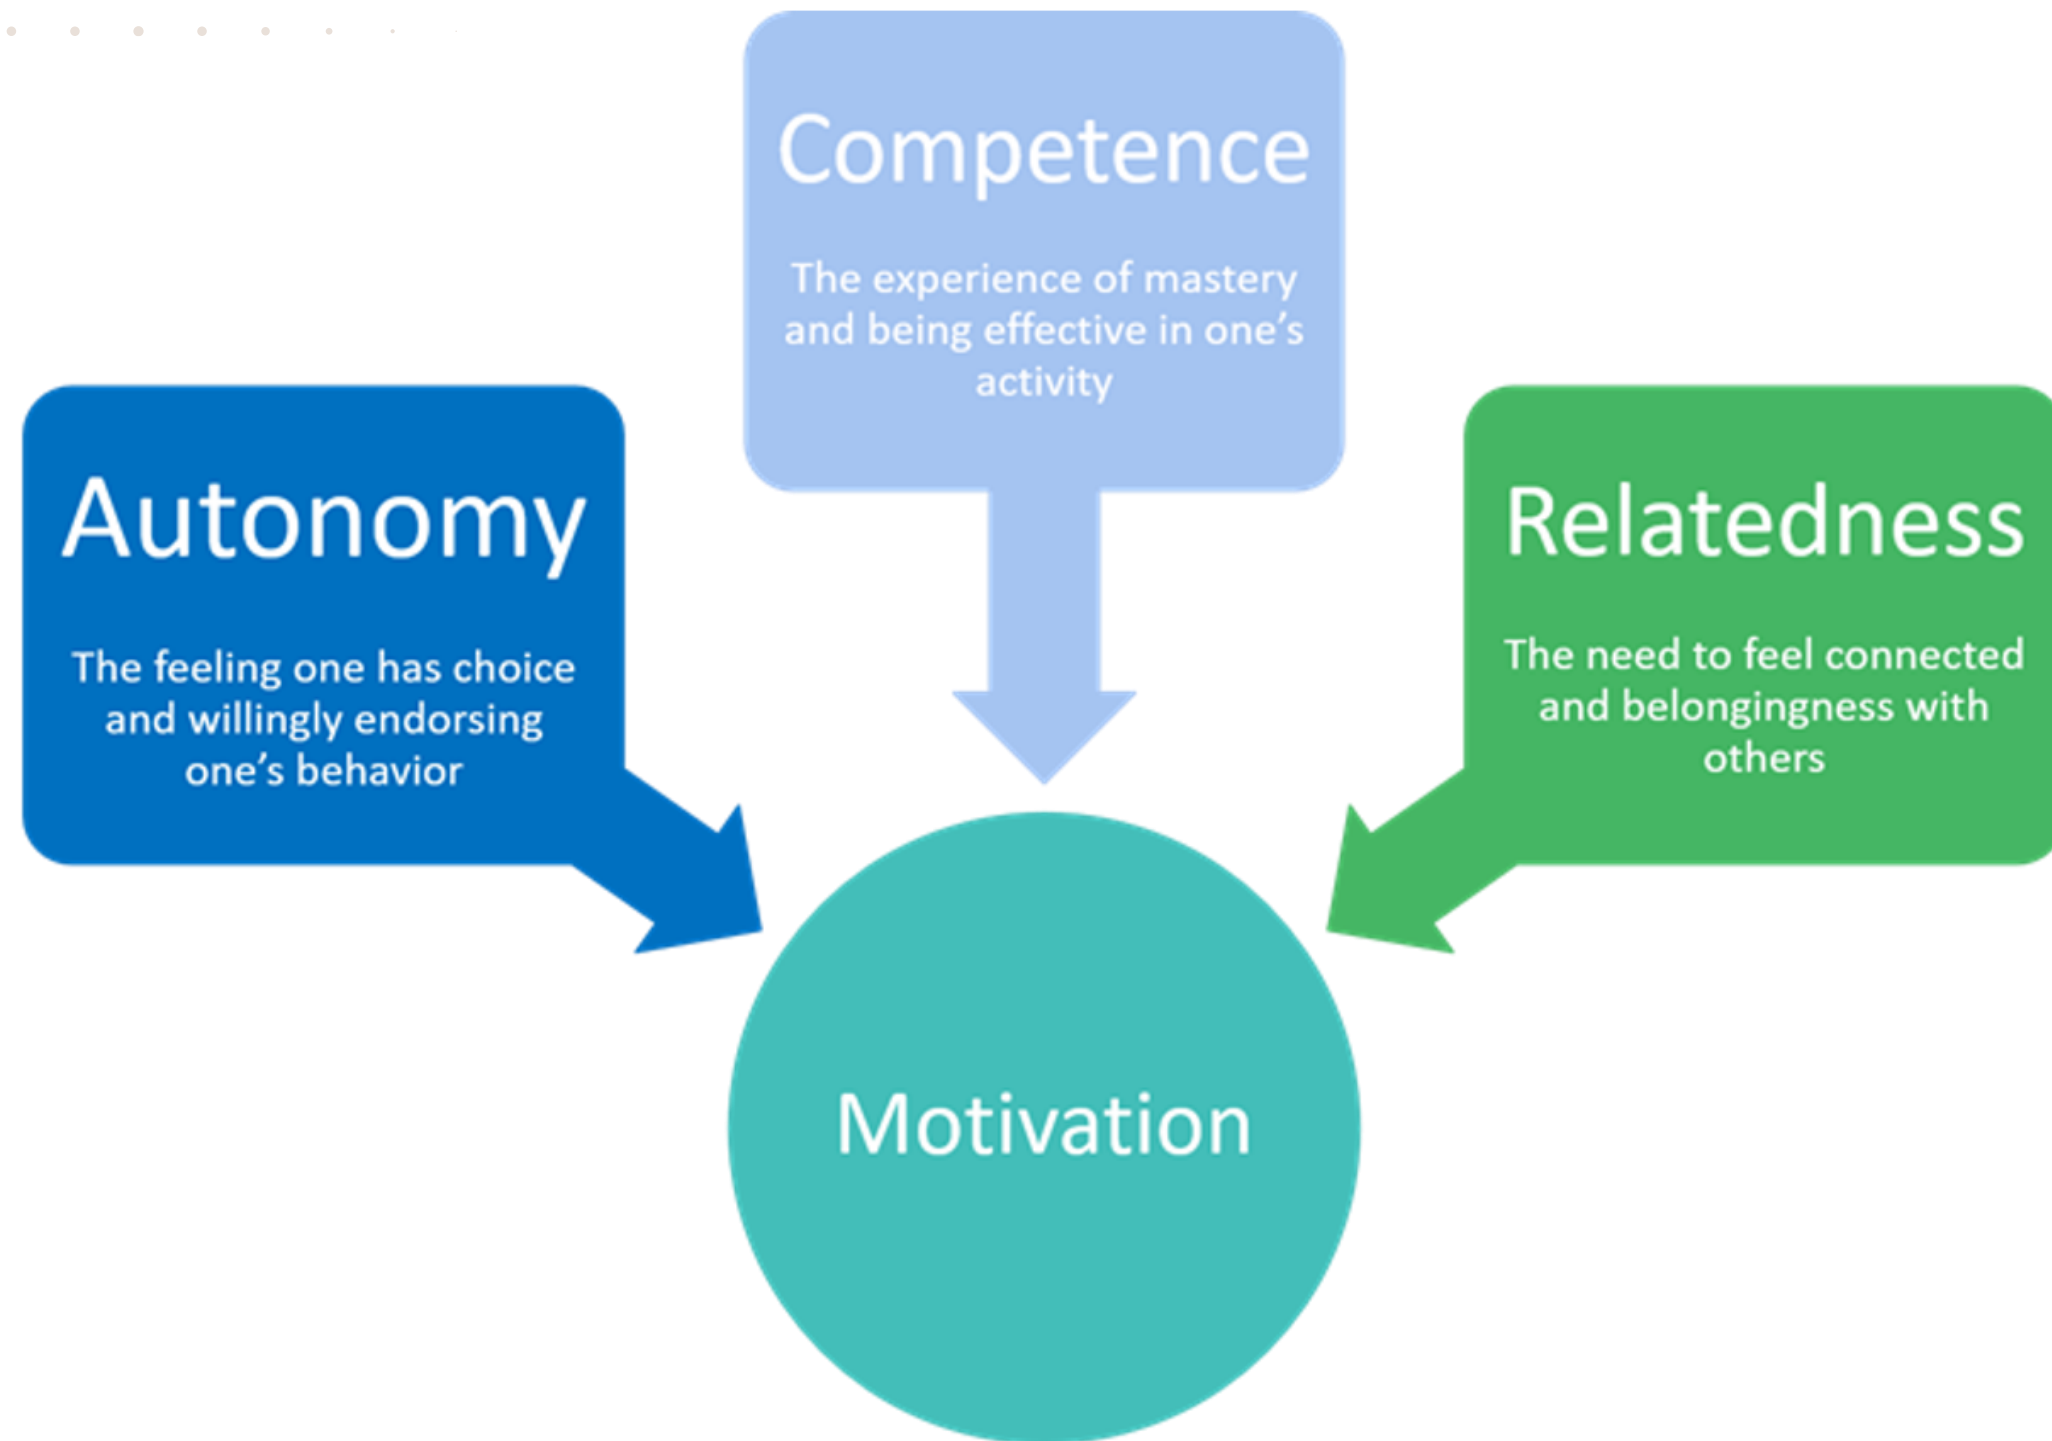 Competence
The experience of mastery
and being effective in one’s
activity
Autonomy
The feeling one has choice
and willingly endorsing
one’s behavior
Relatedness
The need to feel connected
and belongingness with
others
Motivation